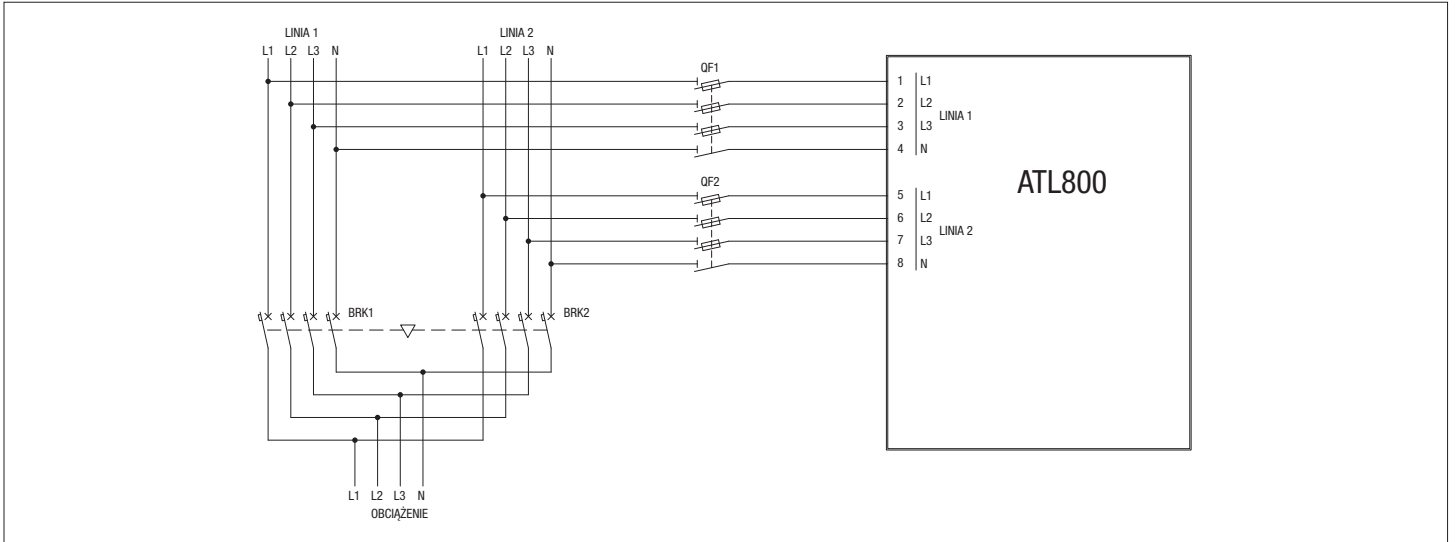 LINIA 1
L1 L2 L3 N
LINIA 2
L1 L2 L3 N
QF1
1 L1
2 L2
3 L3
4 N
LINIA 1
ATL800
QF2
5 L1
6 L2
7 L3
8 N
LINIA 2
BRK1
BRK2
L1 L2 L3 N
OBCIĄŻENIE